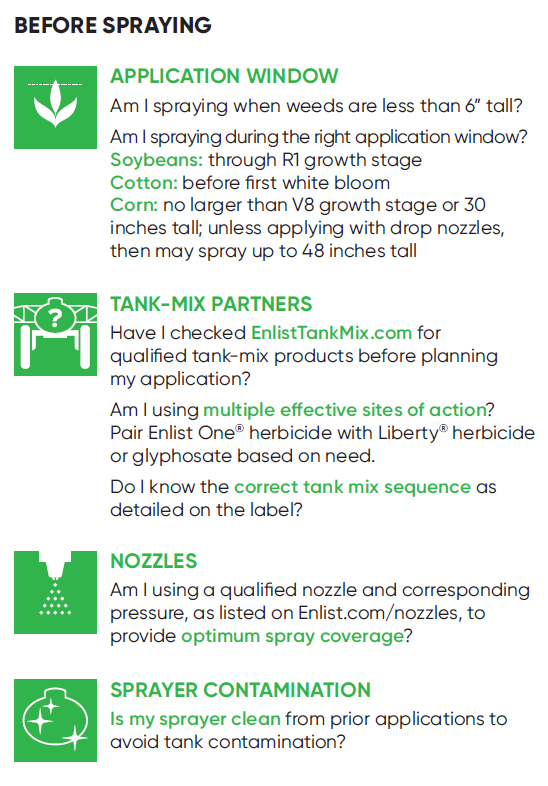 BEFORE SPRAYING
APPLICATION WINDOW
Am I spraying when weeds are less than 6” tall?
Am I spraying during the right application window?
Soybeans: through R1 growth stage
Cotton: before first white bloom
Corn: no larger than V8 growth stage or 30
inches tall; unless applying with drop nozzles,
then may spray up to 48 inches tall
?
TANK-MIX PARTNERS
Have I checked EnlistTankMix.com for
qualified tank-mix products before planning
my application?
Am I using multiple effective sites of action?
Pair Enlist One® herbicide with Liberty® herbicide
or glyphosate based on need.
Do I know the correct tank mix sequence as
detailed on the label?
NOZZLES
Am I using a qualified nozzle and corresponding
pressure, as listed on Enlist.com/nozzles, to
provide optimum spray coverage?
SPRAYER CONTAMINATION
Is my sprayer clean from prior applications to
avoid tank contamination?